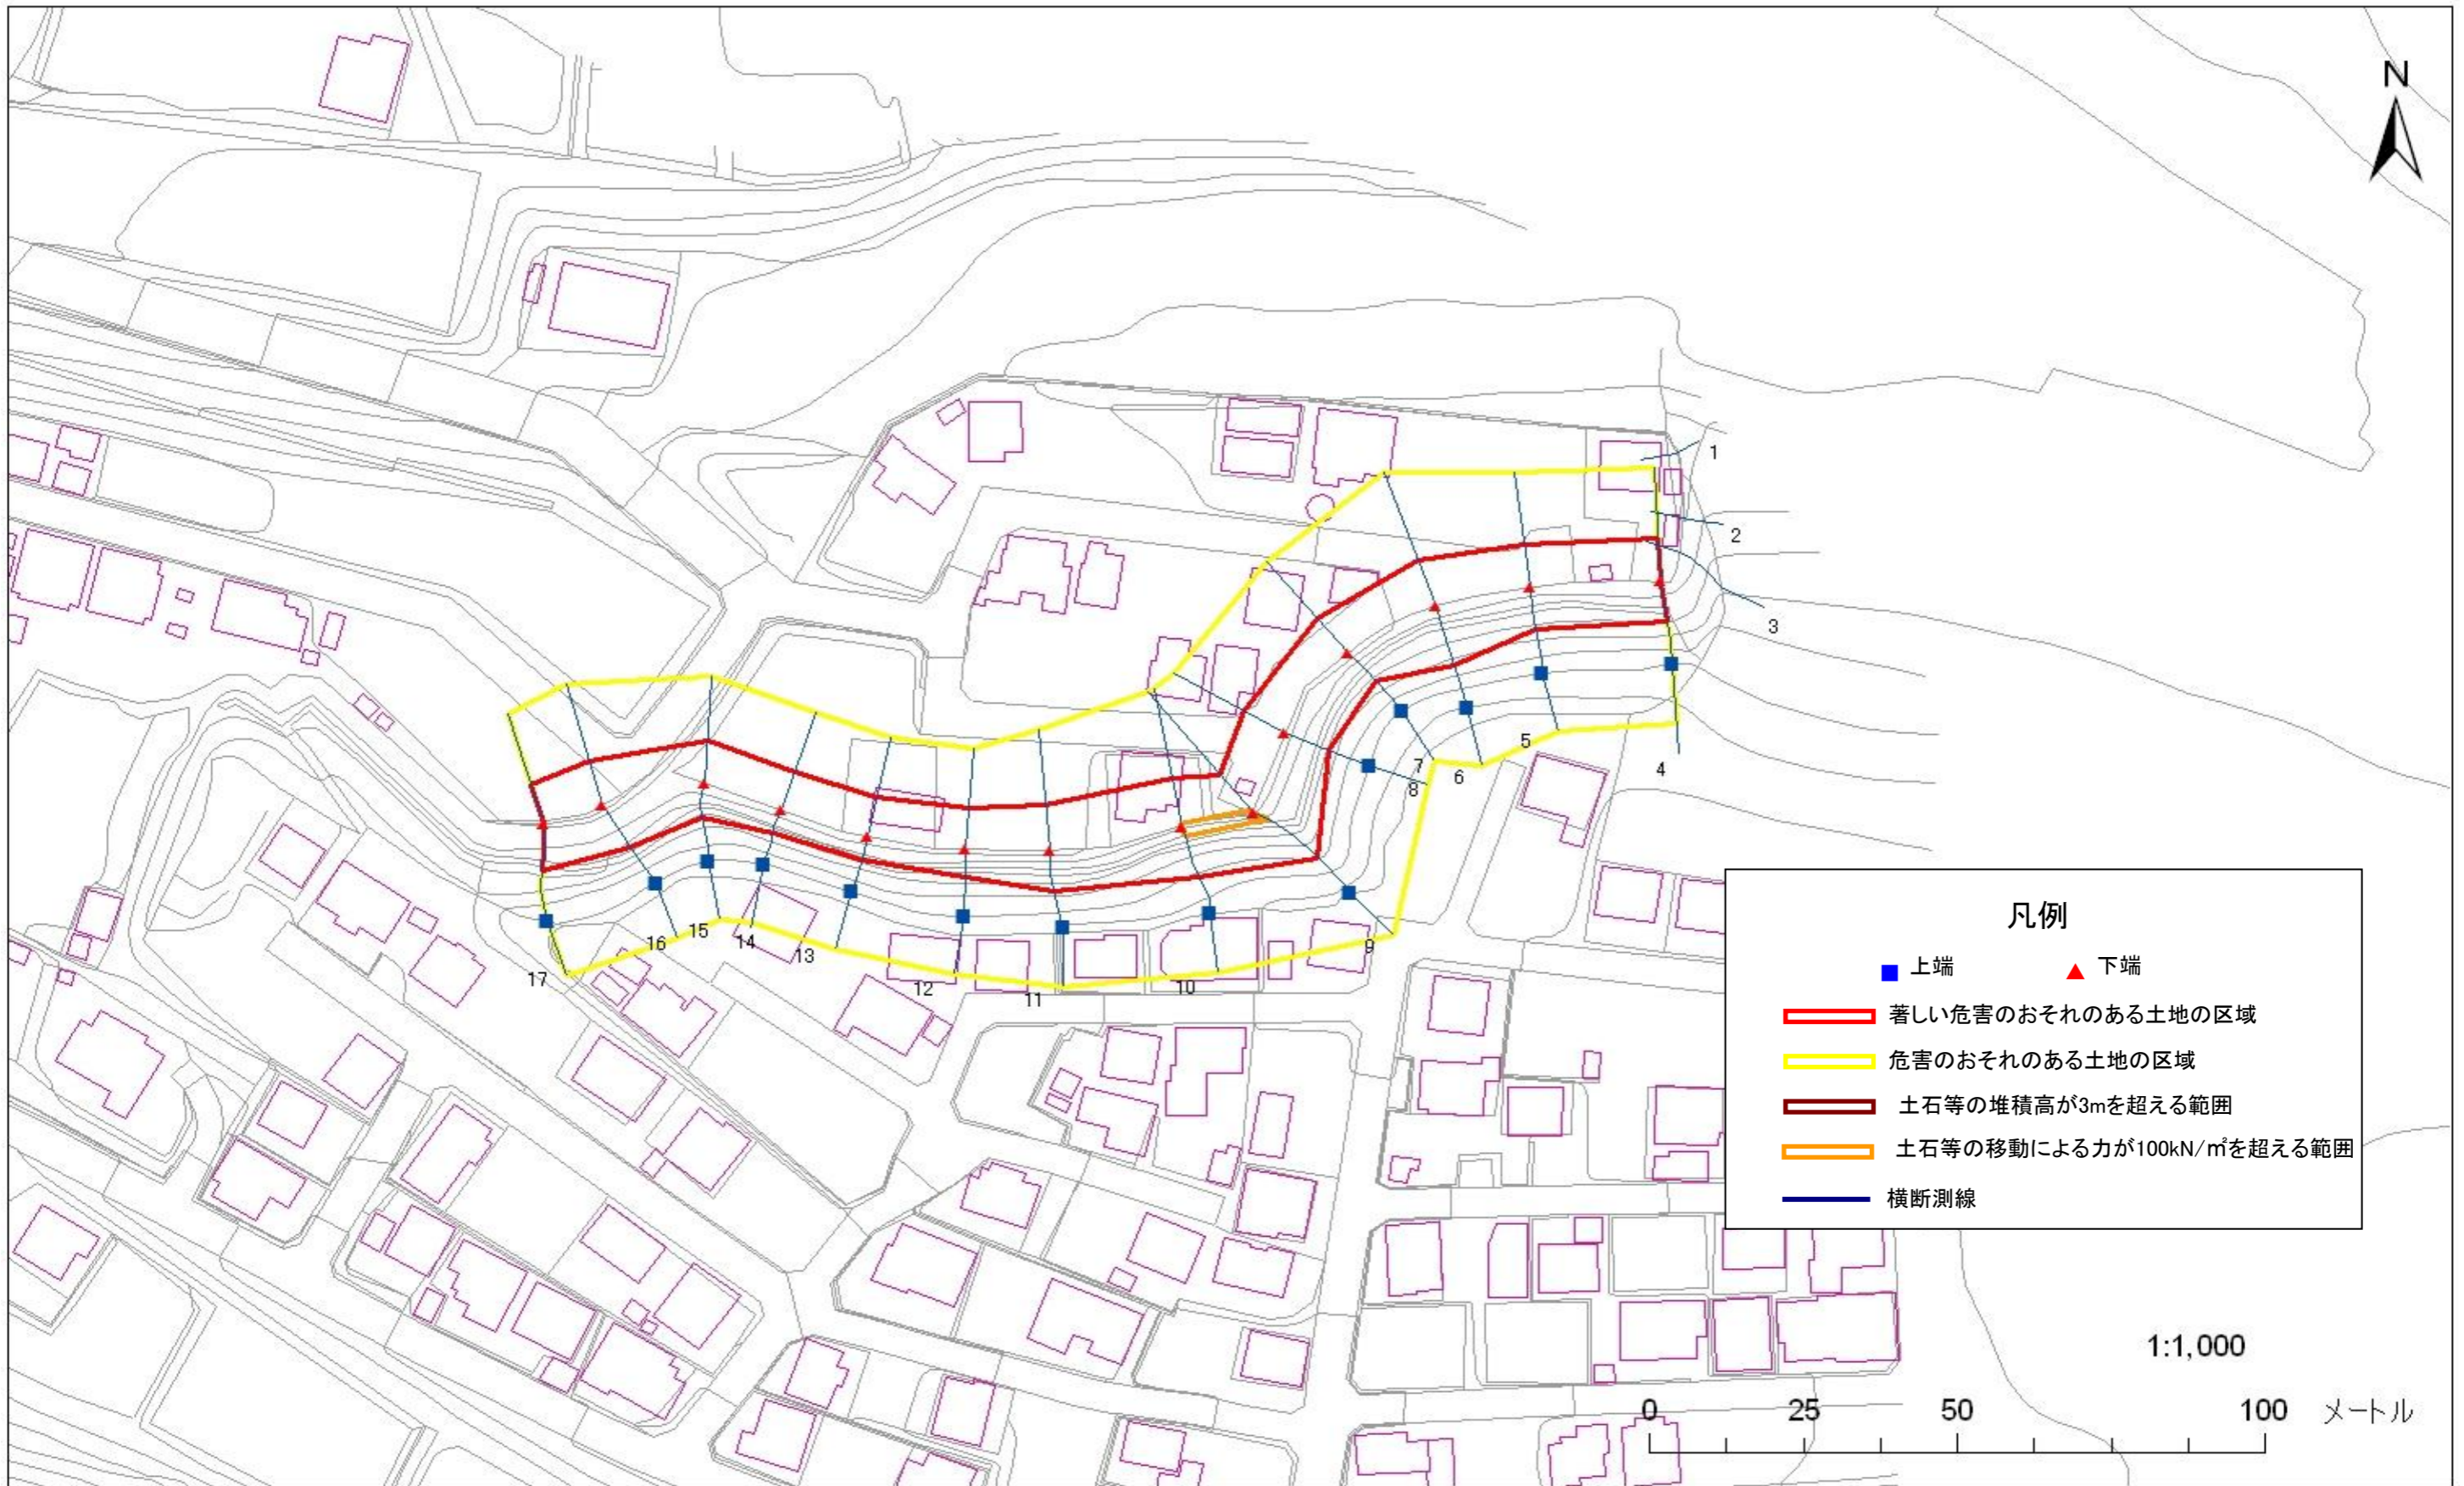 N
1
2
3
4
5
6
7
8
9
10
11
12
13
14
15
16
17
凡例
上端 下端
著しい危害のおそれのある土地の区域
危害のおそれのある土地の区域
土石等の堆積高が3mを超える範囲
土石等の移動による力が100kN/㎡を超える範囲
横断測線
1:1,000
0 25 50 100 メートル